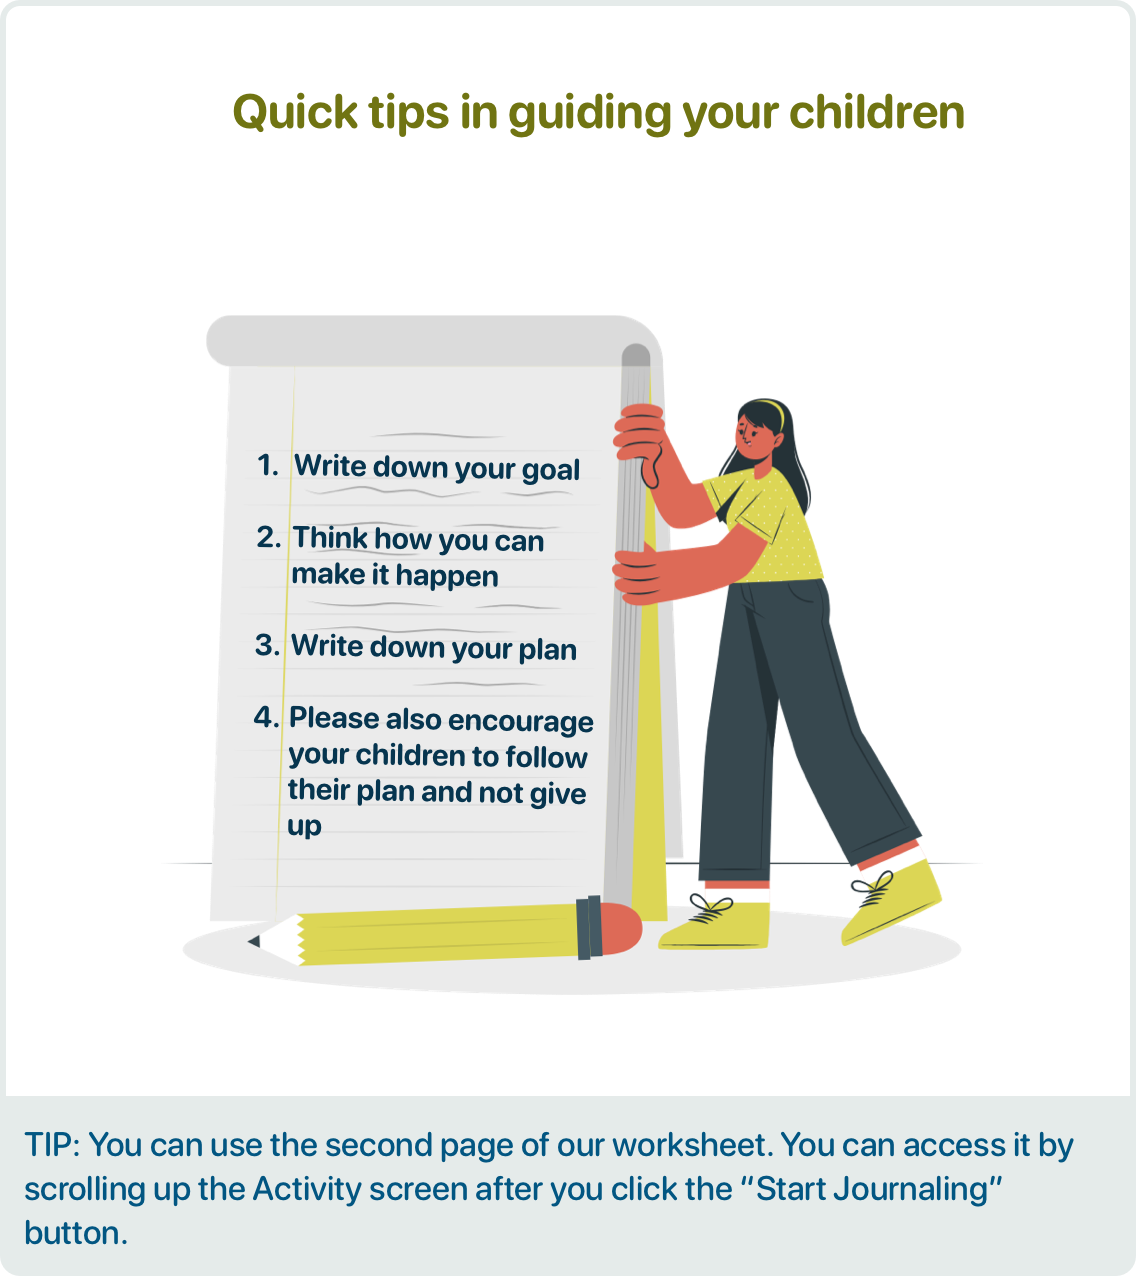 Quick tips in guiding your children
1. Write down your goal
2. Think how you can
make it happen
3. Write down your plan
4. Please also encourage
your children to follow
their plan and not give
up
TIP: You can use the second page of our worksheet. You can access it by
scrolling up the Activity screen after you click the “Start Journaling”
button.